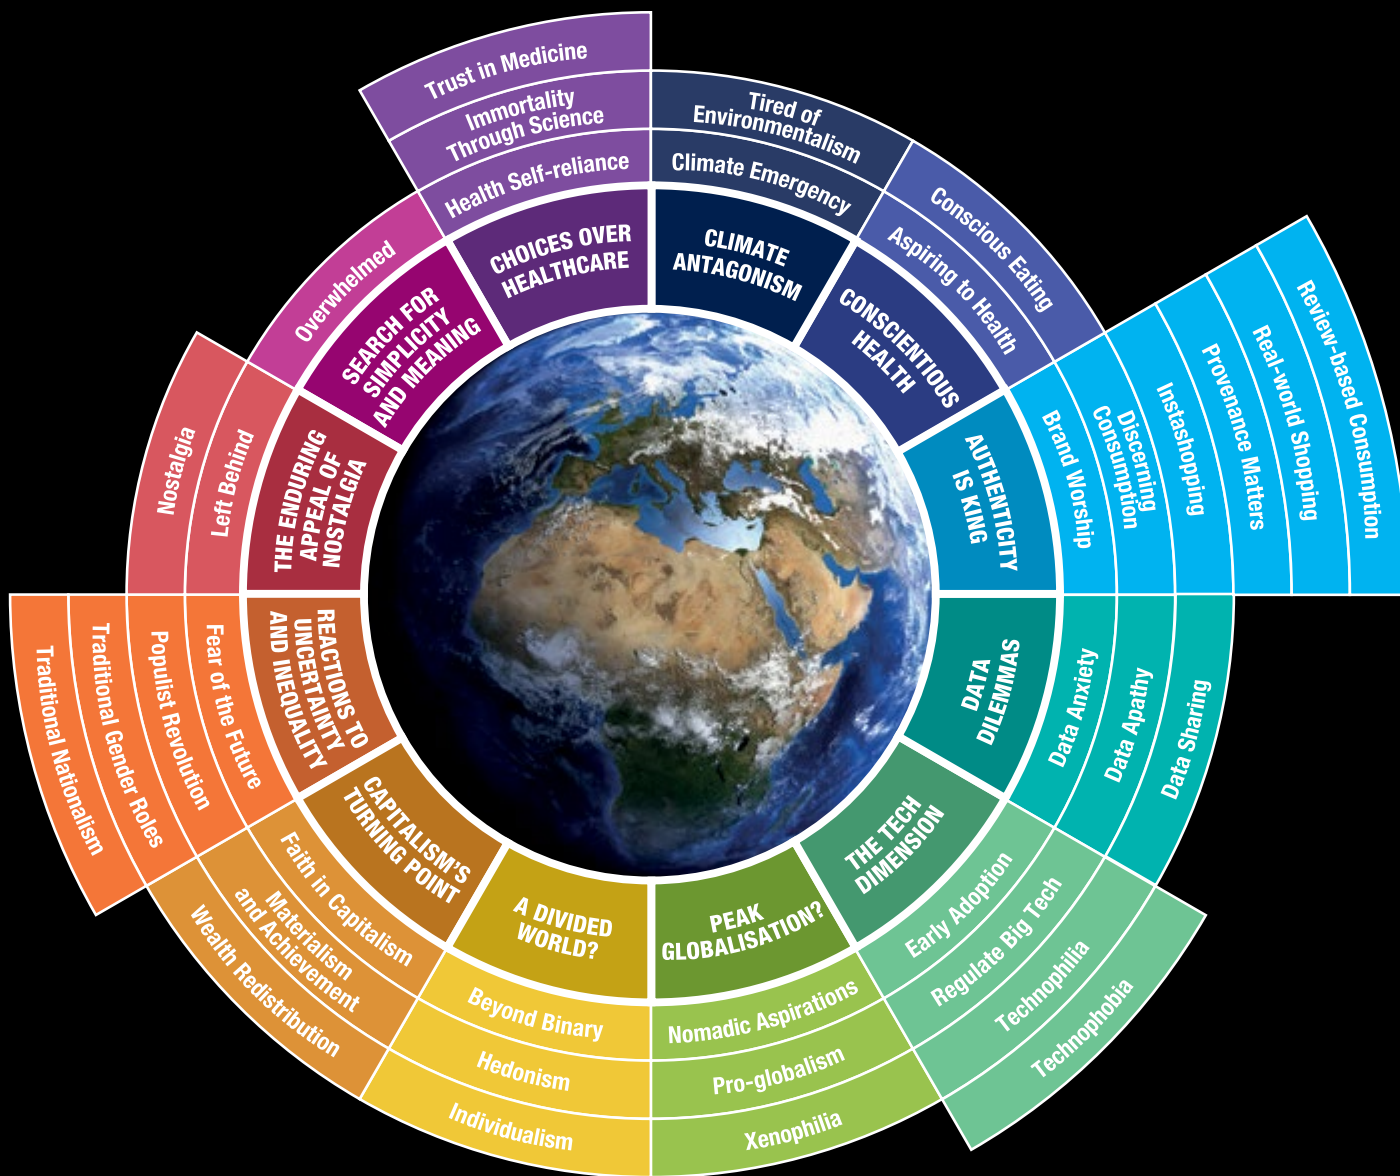 CLIMATE
ANTAGONISM
Climate Emergency
Tired of
Environmentalism
CONSCIENTIOUS
HEALTH
Aspiring to Health
Conscious Eating
AUTHENTICITY
IS KING
Brand Worship
Discerning
Consumption
Instashopping
Provenance Matters
Real-world Shopping
Review-based Consumption
DATA
DILEMMAS
Data Anxiety
Data Apathy
Data Sharing
THE TECH
DIMENSION
Early Adoption
Regulate Big Tech
Technophilia
Technophobia
PEAK
GLOBALISATION?
Nomadic Aspirations
Pro-globalism
Xenophilia
A DIVIDED
WORLD?
Beyond Binary
Hedonism
Individualism
CAPITALISM'S
TURNING POINT
Faith in Capitalism
Materialism
and Achievement
Wealth Redistribution
REACTIONS TO
UNCERTAINTY
AND INEQUALITY
Fear of the Future
Populist Revolution
Traditional Gender Roles
Traditional Nationalism
THE ENDURING
APPEAL OF
NOSTALGIA
Left Behind
Nostalgia
SEARCH FOR
SIMPLICITY
AND MEANING
Overwhelmed
CHOICES OVER
HEALTHCARE
Health Self-reliance
Immortality
Through Science
Trust in Medicine